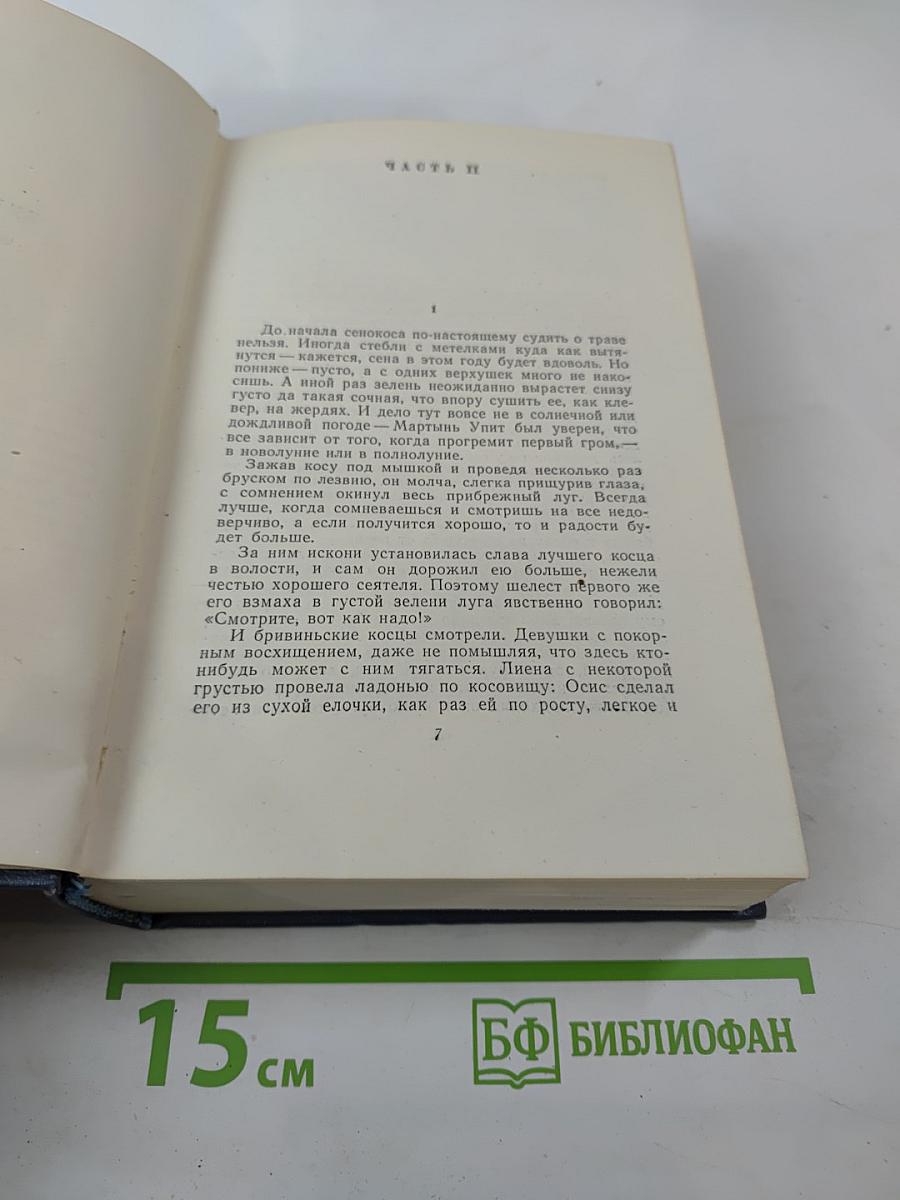 ЧАСТЬ II
1
До начала сенокоса по-настоящему судить о траве
нельзя. Иногда стебли с метелками куда как вытя-
нутся — кажется, сена в этом году будет вдоволь. Но
пониже — пусто, а с одних верхушек много не нако-
сишь. А иной раз зелень неожиданно вырастет снизу
густо да такая сочная, что впору сушить ее, как кле-
вер, на жердях. И дело тут вовсе не в солнечной или
дождливой погоде — Мартынь Упит был уверен, что
все зависит от того, когда прогремит первый гром,—
в новолуние или в полнолуние.
Зажав косу под мышкой и проведя несколько раз
бруском по лезвию, он молча, слегка прищурив глаза,
с сомнением окинул весь прибрежный луг. Всегда
лучше, когда сомневаешься и смотришь на все недо-
верчиво, а если получится хорошо, то и радости бу-
дет больше.
За ним искони установилась слава лучшего косца
в волости, и сам он дорожил ею больше, нежели
честью хорошего сеятеля. Поэтому шелест первого же
его взмаха в густой зелени луга явственно говорил:
«Смотрите, вот как надо!»
И бривиньские косцы смотрели. Девушки с покор-
ным восхищением, даже не помышляя, что здесь кто-
нибудь может с ним тягаться. Лиена с некоторой
грустью провела ладонью по косовищу: Осис сделал
его из сухой елочки, как раз ей по росту, легкое и
7
15 см
БФ БИБЛИОФАН